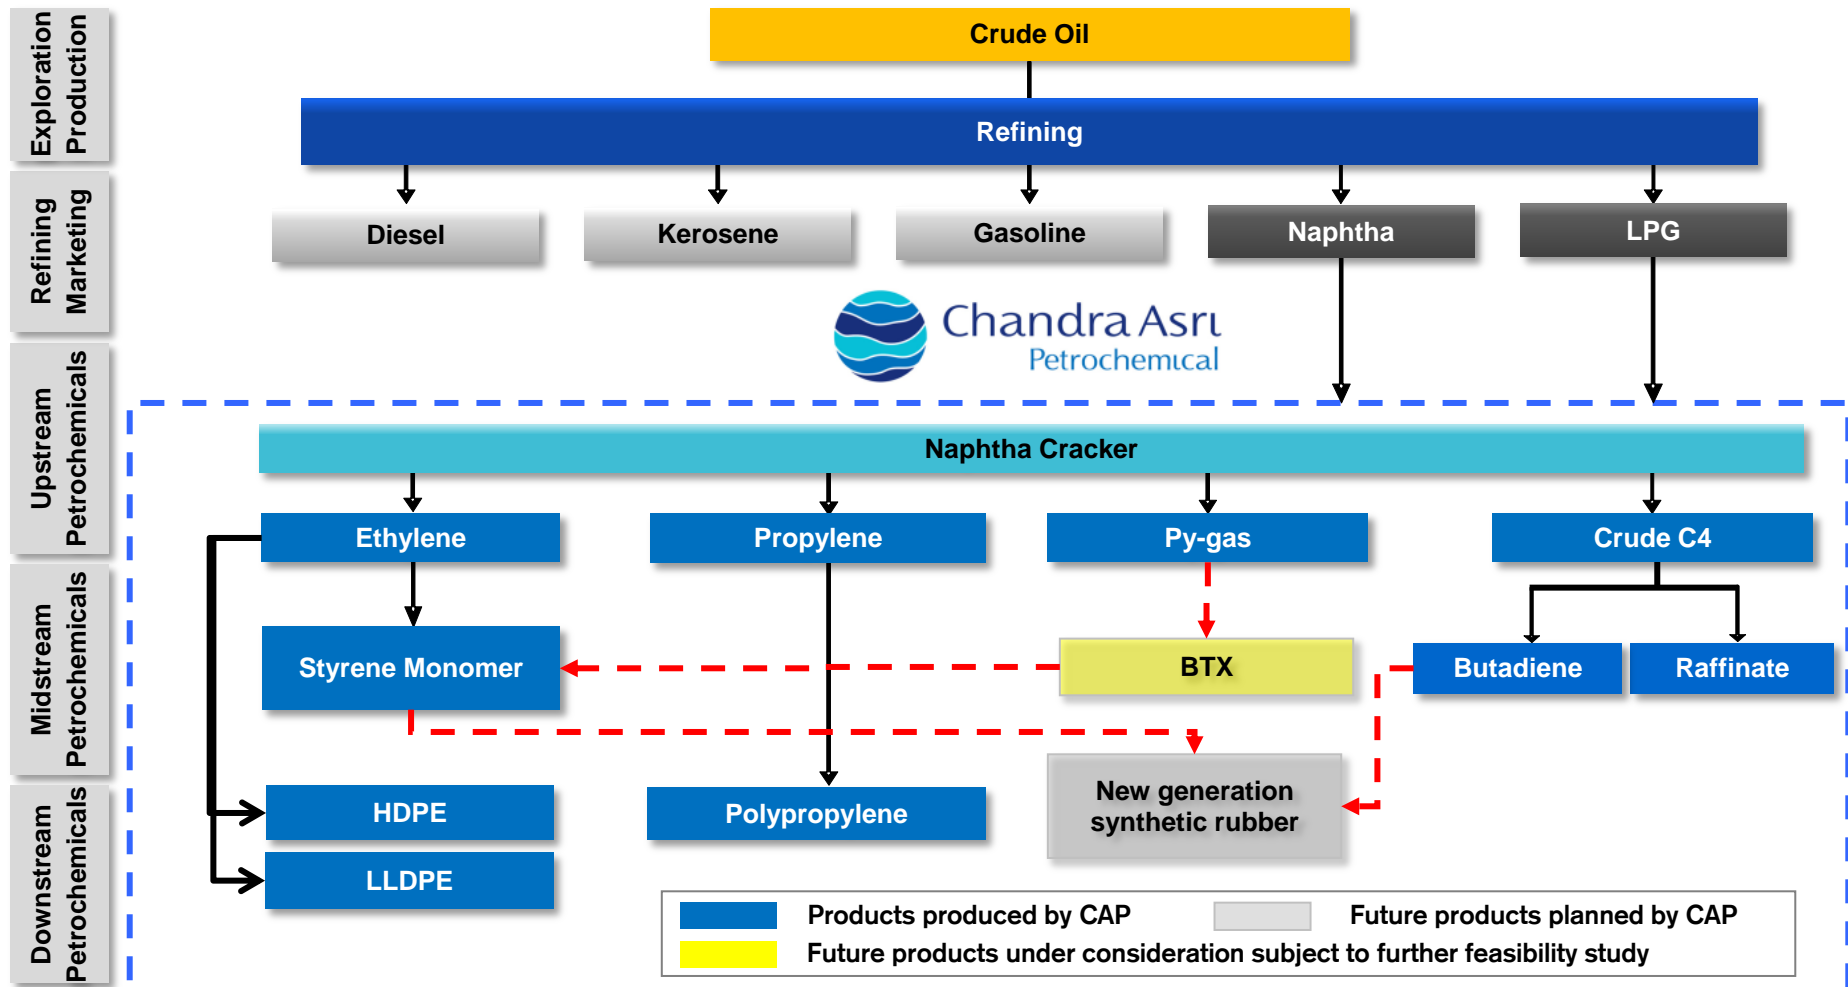 Exploration
Production
Crude Oil
Refining
Refining
Marketing
Diesel
Kerosene
Gasoline
Naphtha
LPG
Chandra Asri
Petrochemical
Upstream
Petrochemicals
Naphtha Cracker
Ethylene
Propylene
Py-gas
Crude C4
Midstream
Petrochemicals
Styrene Monomer
BTX
Butadiene
Raffinate
Downstream
Petrochemicals
HDPE
Polypropylene
New generation
synthetic rubber
LLDPE
Products produced by CAP
Future products planned by CAP
Future products under consideration subject to further feasibility study